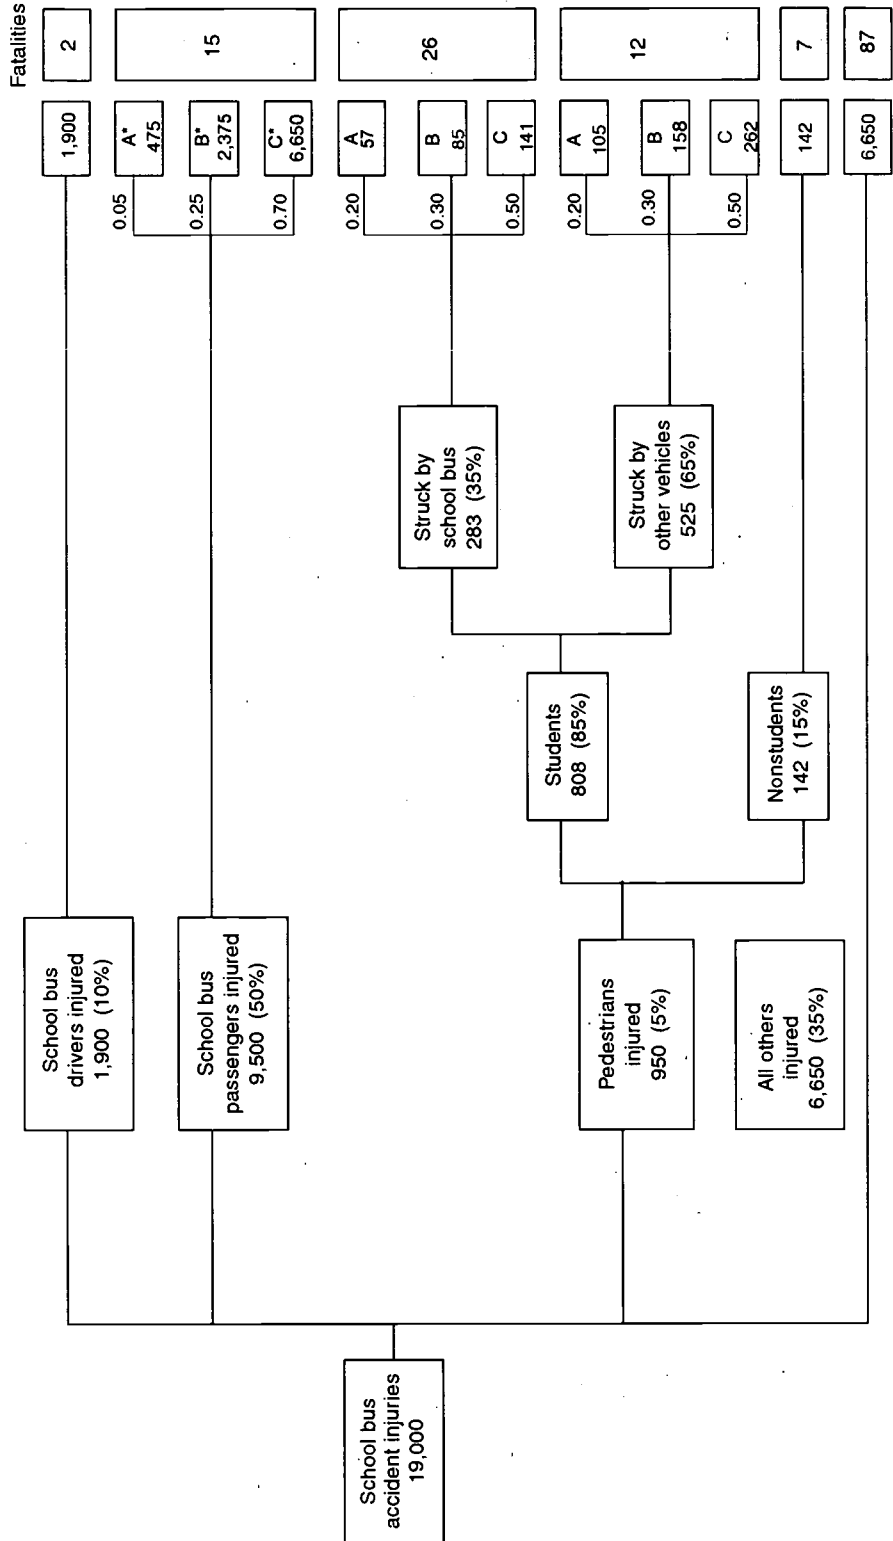 Fatalities
School bus
accident injuries
19,000
School bus
drivers injured
1,900 (10%)
1,900
2
School bus
passengers injured
9,500 (50%)
0.05
A*
475
0.25
B*
2,375
0.70
C*
6,650
15
Pedestrians
injured
950 (5%)
Students
808 (85%)
Struck by
school bus
283 (35%)
0.20
A
57
0.30
B
85
0.50
C
141
26
Struck by
other vehicles
525 (65%)
0.20
A
105
0.30
B
158
0.50
C
262
12
Nonstudents
142 (15%)
142
7
All others
injured
6,650 (35%)
6,650
87